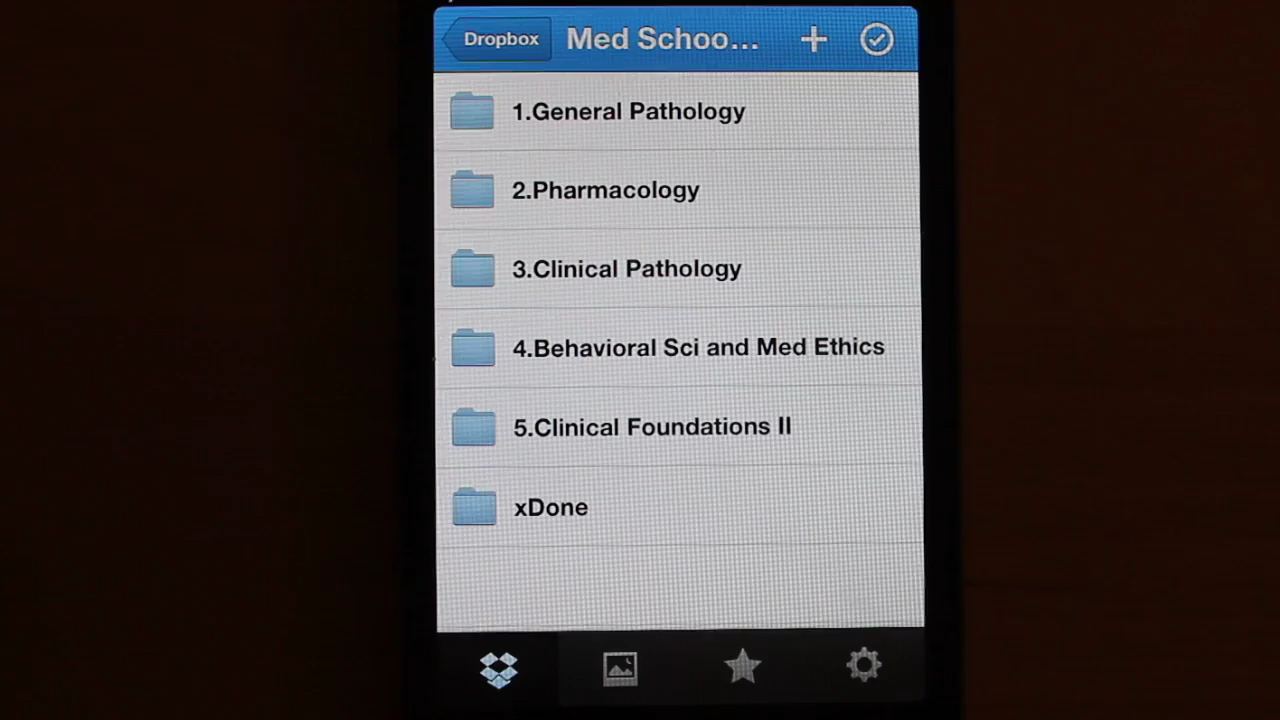 Dropbox
Med Schoo...
1.General Pathology
2.Pharmacology
3.Clinical Pathology
4.Behavioral Sci and Med Ethics
5.Clinical Foundations II
xDone